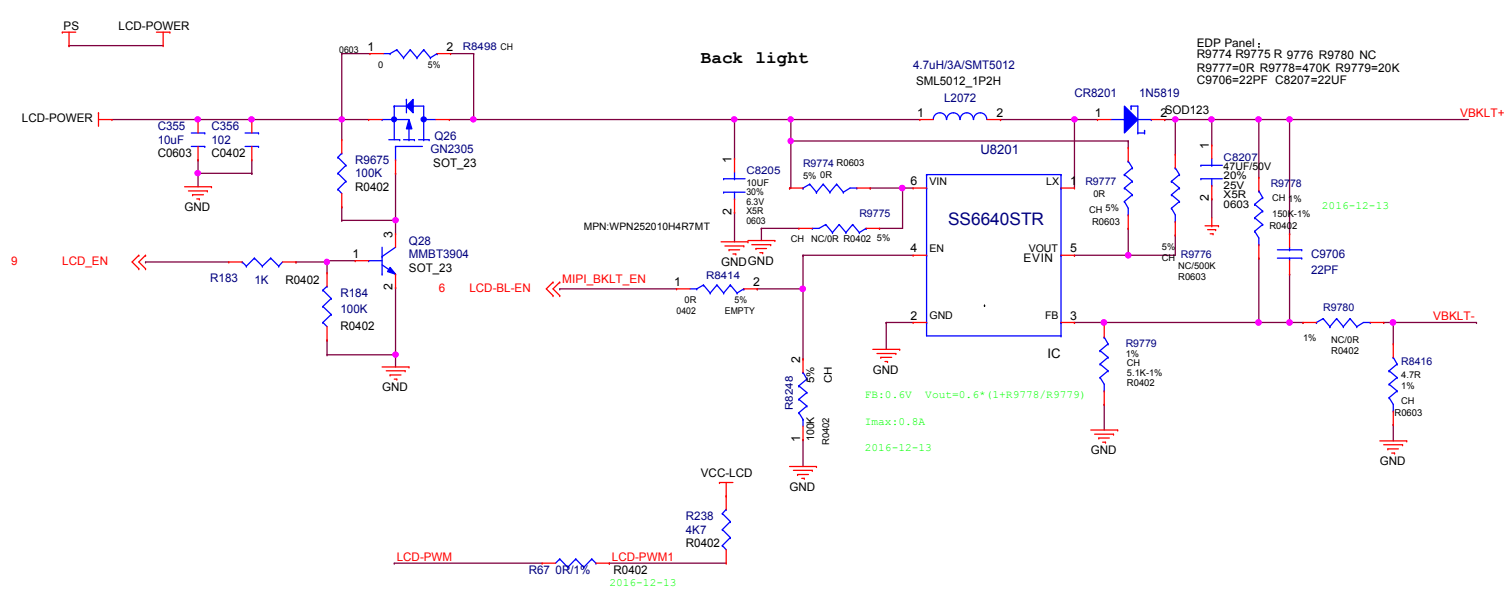 PS
LCD-POWER
Back light
EDP Panel :
R9774 R9775 R 9776 R9780 NC
R9777=0R R9778=470K R9779=20K
C9706=22PF C8207=22UF
0603
1
2
R8498
CH
0
5%
LCD-POWER
C355
10uF
C0603
C356
102
C0402
GND
R9675
100K
R0402
Q26
GN2305
SOT_23
4.7uH/3A/SMT5012
SML5012_1P2H
L2072
1
2
CR8201
1N5819
1
2
SOD123
VBKLT+
U8201
SS6640STR
6
VIN
LX
1
4
EN
VOUT
EVIN
5
2
GND
FB
3
IC
1
C8205
10UF
30%
6.3V
X5R
0603
2
GND
R9774
R0603
5%
0R
R9775
CH
NC/0R
R0402
5%
GND
MPN:WPN252010H4R7MT
R9777
0R
CH
5%
R0603
5%
CH
R9776
NC/500K
R0603
1
C8207
47UF/50V
20%
25V
X5R
0603
2
R9778
CH
1%
150K-1%
R0402
2016-12-13
C9706
22PF
R9780
1%
NC/0R
R0402
VBKLT-
R8416
4.7R
1%
CH
R0603
GND
R9779
1%
CH
5.1K-1%
R0402
GND
GND
9
LCD_EN
R183
1K
R0402
1
3
Q28
MMBT3904
SOT_23
2
R184
100K
R0402
GND
6
LCD-BL-EN
MIPI_BKLT_EN
1
R8414
2
0R
0402
5%
EMPTY
2
R8248
5%
CH
100K
R0402
1
GND
FB:0.6V Vout=0.6*(1+R9778/R9779)
Imax:0.8A
2016-12-13
VCC-LCD
R238
4K7
R0402
LCD-PWM
R67
0R/1%
LCD-PWM1
R0402
2016-12-13